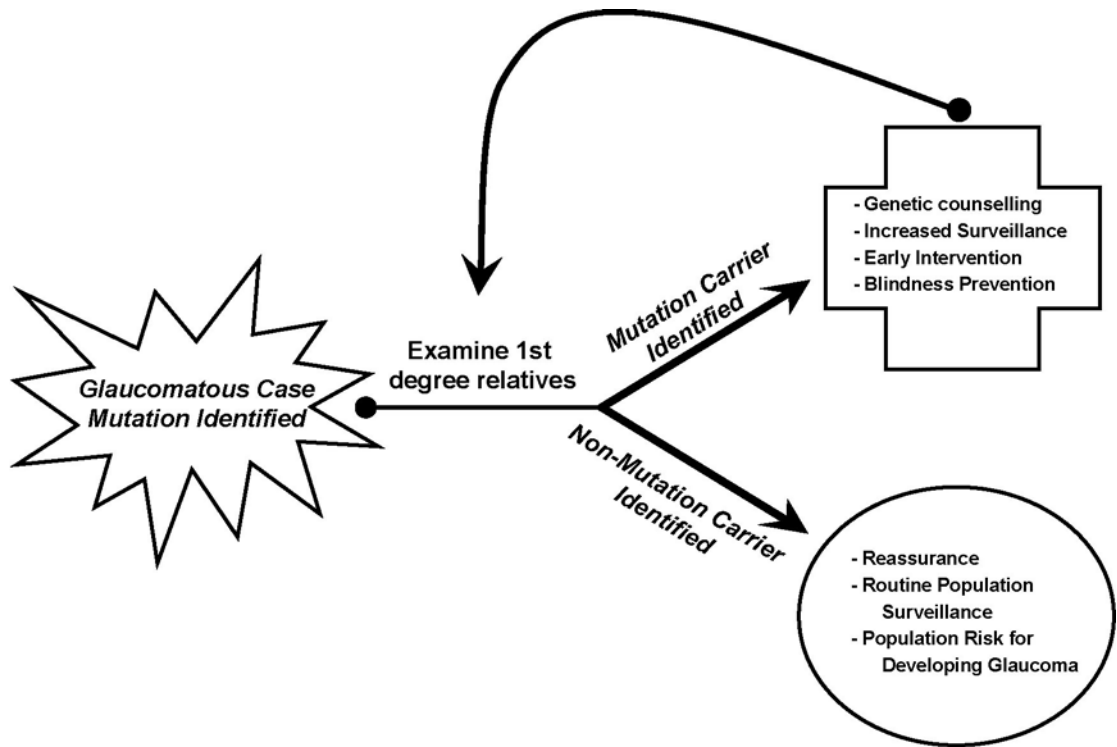 Glaucomatous Case
Mutation Identified
Examine 1st
degree relatives
Mutation Carrier
Identified
- Genetic counselling
- Increased Surveillance
- Early Intervention
- Blindness Prevention
Non-Mutation Carrier
Identified
- Reassurance
- Routine Population
Surveillance
- Population Risk for
Developing Glaucoma